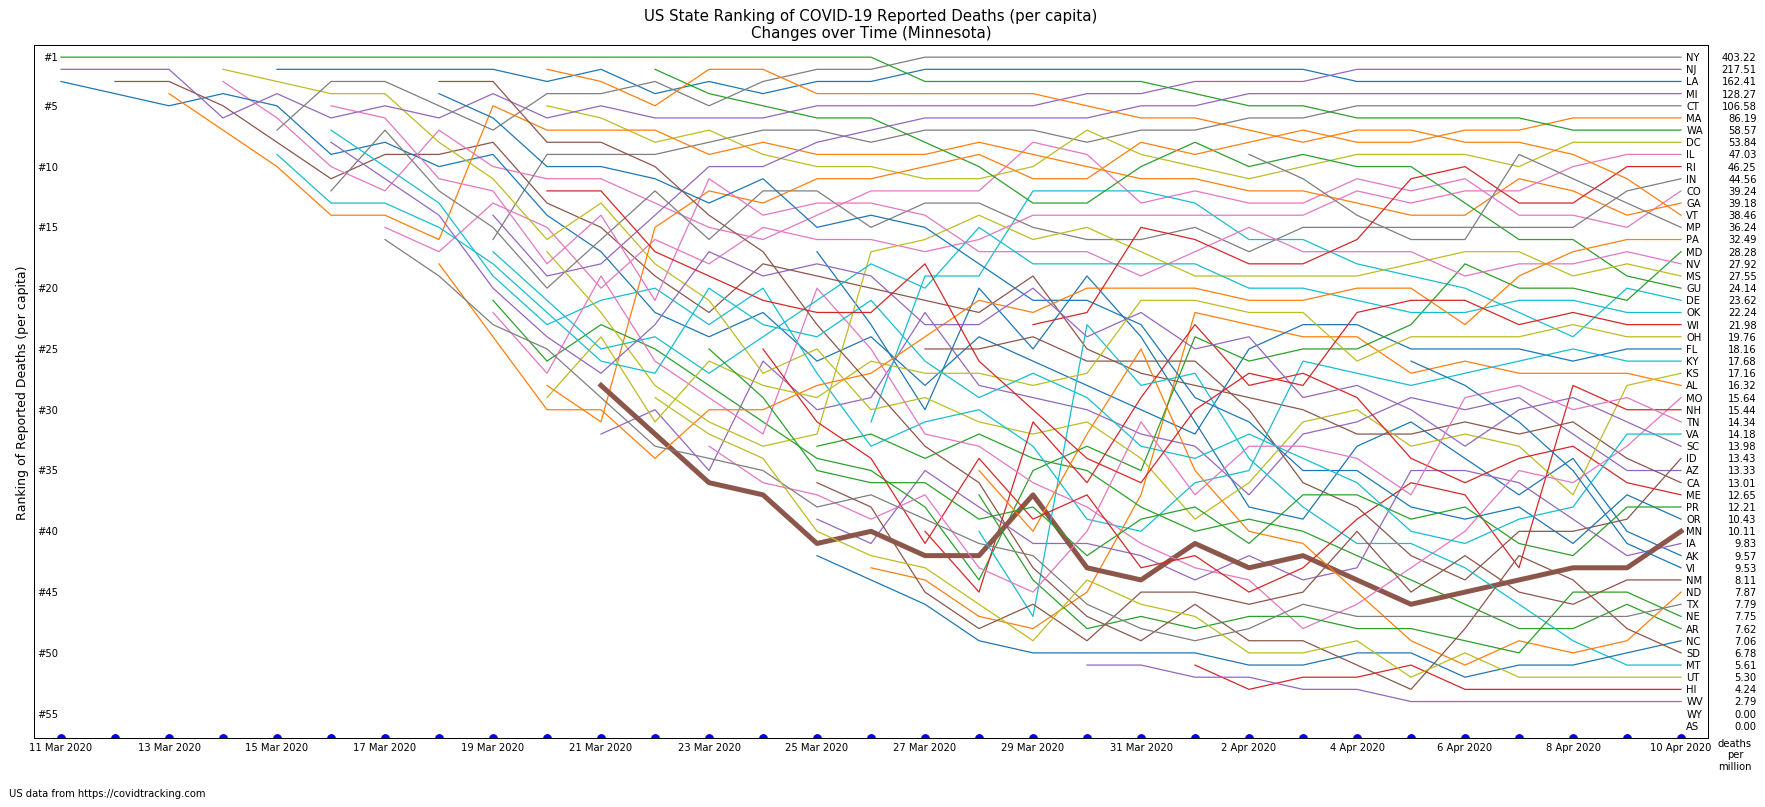 US State Ranking of COVID-19 Reported Deaths (per capita)
Changes over Time (Minnesota)
Ranking of Reported Deaths (per capita)
#1
#5
#10
#15
#20
#25
#30
#35
#40
#45
#50
#55
NY 403.22
NJ 217.51
LA 162.41
MI 128.27
CT 106.58
MA 86.19
WA 58.57
DC 53.84
IL 47.03
RI 46.25
IN 44.56
CO 39.24
GA 39.18
VT 38.46
MP 36.24
PA 32.49
MD 28.28
NV 27.92
MS 27.55
GU 24.14
DE 23.62
OK 22.24
WI 21.98
OH 19.76
FL 18.16
KY 17.68
KS 17.16
AL 16.32
MO 15.64
NH 15.44
TN 14.34
VA 14.18
SC 13.98
ID 13.43
AZ 13.33
CA 13.01
ME 12.65
PR 12.21
OR 10.43
MN 10.11
IA 9.83
AK 9.57
VI 9.53
NM 8.11
ND 7.87
TX 7.79
NE 7.75
AR 7.62
NC 7.06
SD 6.78
MT 5.61
UT 5.30
HI 4.24
WV 2.79
WY 0.00
AS 0.00
11 Mar 2020 13 Mar 2020 15 Mar 2020 17 Mar 2020 19 Mar 2020 21 Mar 2020 23 Mar 2020 25 Mar 2020 27 Mar 2020 29 Mar 2020 31 Mar 2020 2 Apr 2020 4 Apr 2020 6 Apr 2020 8 Apr 2020 10 Apr 2020
deaths
per
million
US data from https://covidtracking.com